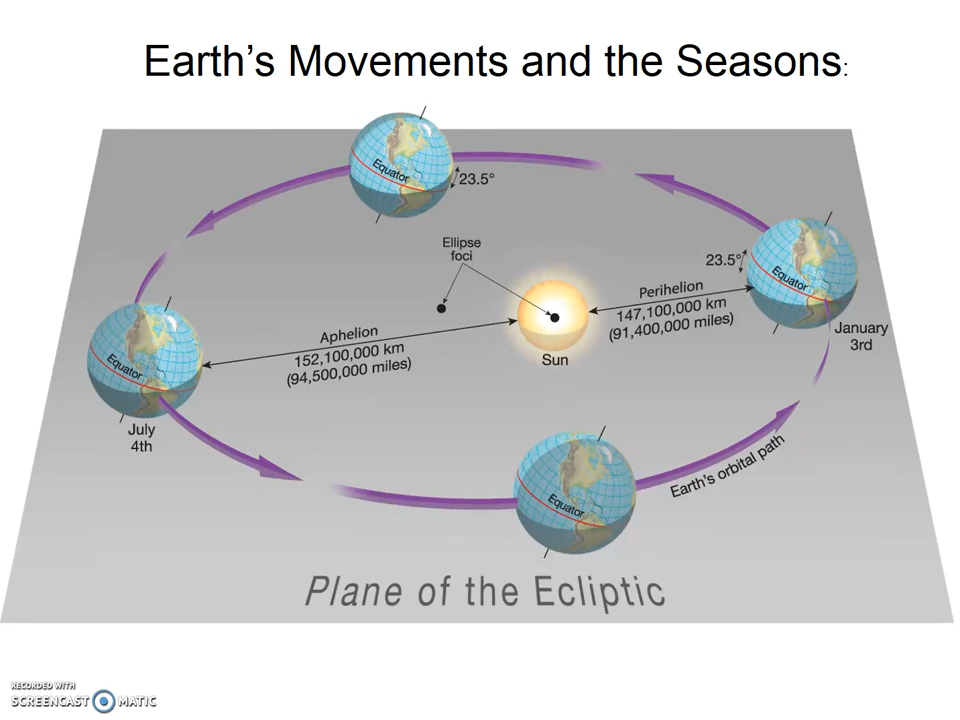 Earth's Movements and the Seasons:
Equator
23.5°
Ellipse
foci
23.5°
Equator
Perihelion
147,100,000 km
(91,400,000 miles)
January
3rd
Aphelion
152,100,000 km
(94,500,000 miles)
Sun
Equator
July
4th
Earth's orbital path
Equator
Plane of the Ecliptic
RECORDED WITH
SCREENCAST MATIC